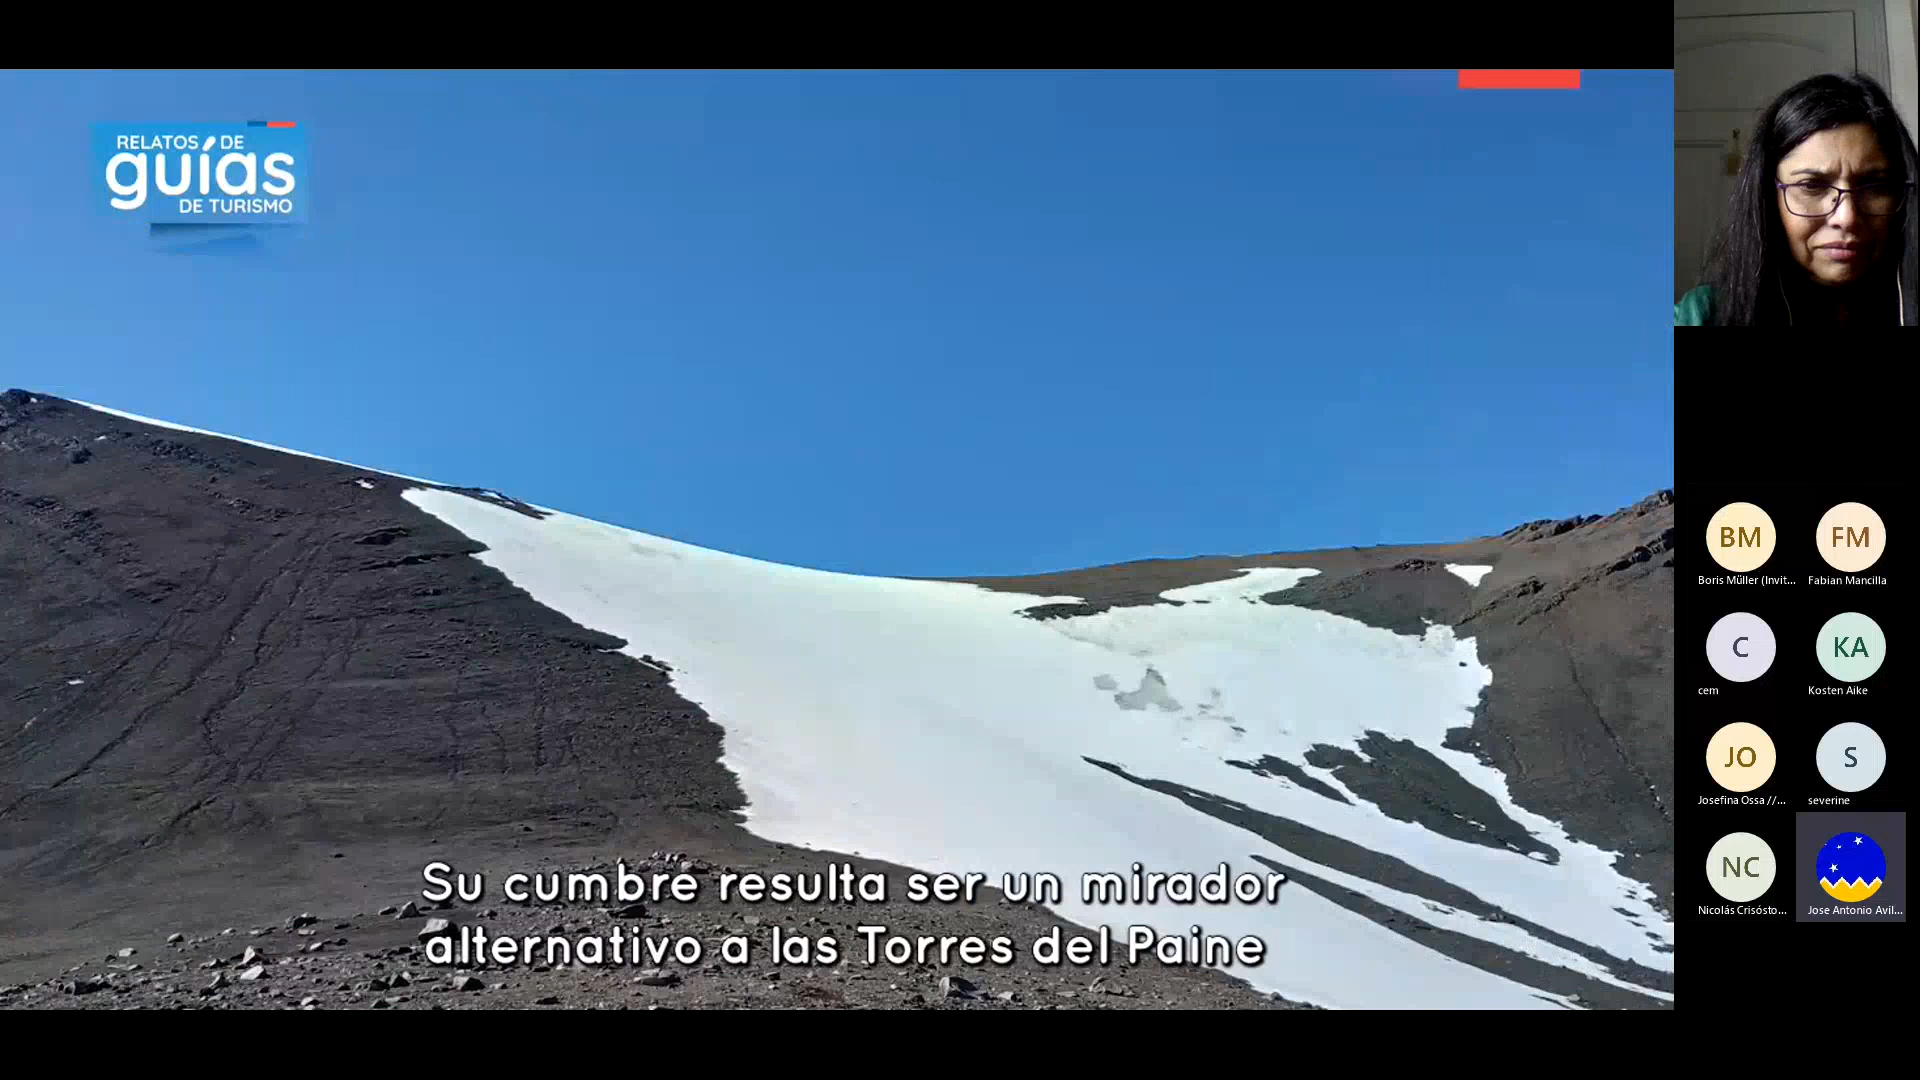 RELATOS DE
guías
DE TURISMO
Su cumbre resulta ser un mirador
alternativo a las Torres del Paine
BM
FM
Boris Müller (Invit...
Fabian Mancilla
C
KA
cem
Kosten Aike
JO
S
Josefina Ossa //...
severine
NC
Nicolás Crisósto...
Jose Antonio Avil...